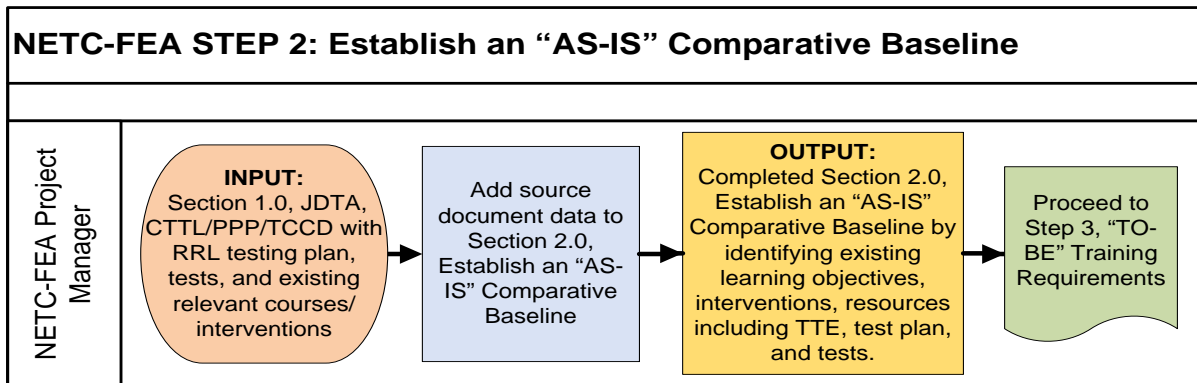 NETC-FEA STEP 2: Establish an “AS-IS” Comparative Baseline
NETC-FEA Project
Manager
INPUT:
Section 1.0, JDTA,
CTTL/PPP/TCCD with
RRL testing plan,
tests, and existing
relevant courses/
interventions
Add source
document data to
Section 2.0,
Establish an “AS-
IS” Comparative
Baseline
OUTPUT:
Completed Section 2.0,
Establish an “AS-IS”
Comparative Baseline by
identifying existing
learning objectives,
interventions, resources
including TTE, test plan,
and tests.
Proceed to
Step 3, “TO-
BE” Training
Requirements